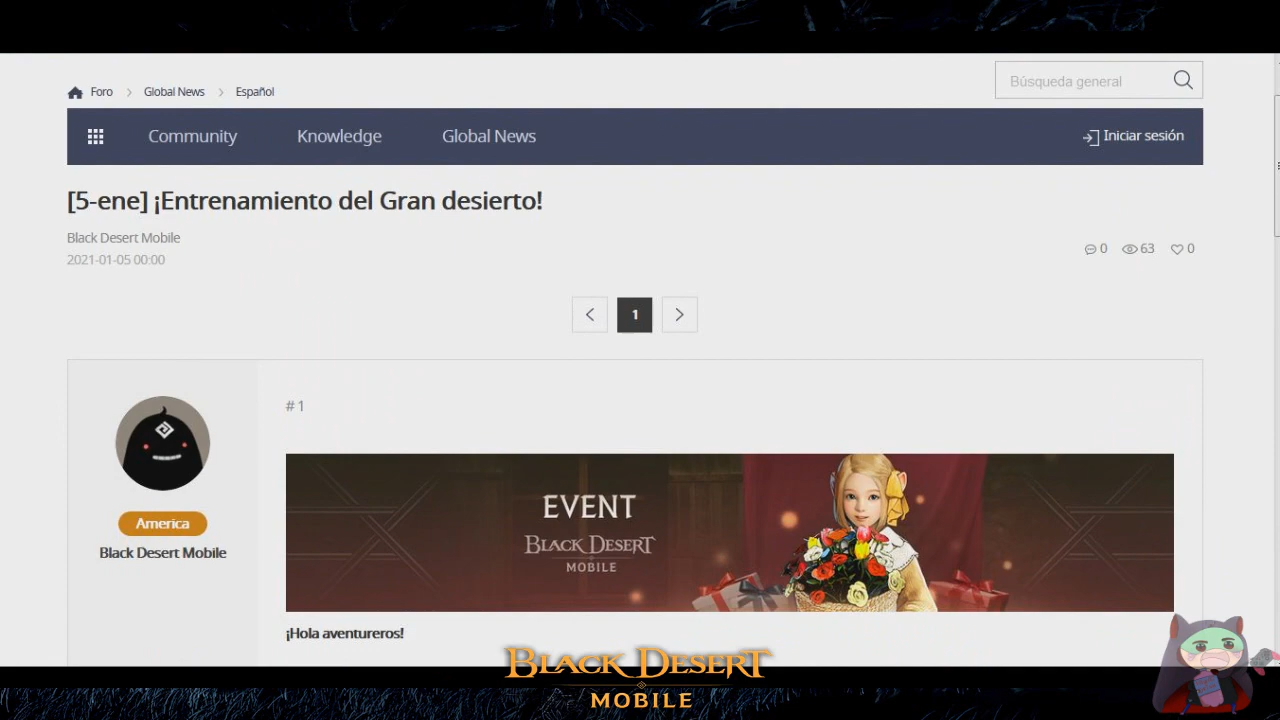 Foro > Global News > Español
Búsqueda general
Community Knowledge Global News Iniciar sesión
[5-ene] ¡Entrenamiento del Gran desierto!
Black Desert Mobile
2021-01-05 00:00
0 63 0
1
# 1
EVENT
BLACK DESERT
MOBILE
America
Black Desert Mobile
¡Hola aventureros!
BLACK DESERT
MOBILE